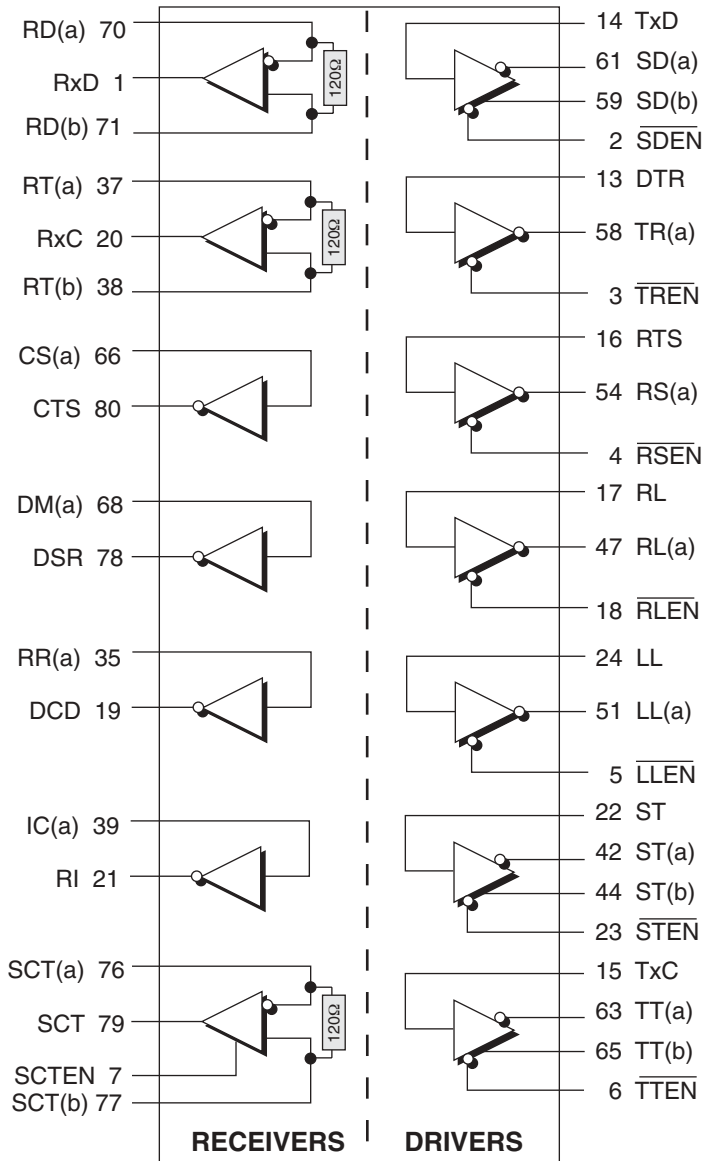 RD(a) 70
RxD 1
RD(b) 71
120Ω
RT(a) 37
RxC 20
RT(b) 38
120Ω
CS(a) 66
CTS 80
DM(a) 68
DSR 78
RR(a) 35
DCD 19
IC(a) 39
RI 21
SCT(a) 76
SCT 79
SCTEN 7
SCT(b) 77
120Ω
RECEIVERS
14 TxD
61 SD(a)
59 SD(b)
2 SDEN
13 DTR
58 TR(a)
3 TREN
16 RTS
54 RS(a)
4 RSEN
17 RL
47 RL(a)
18 RLEN
24 LL
51 LL(a)
5 LLEN
22 ST
42 ST(a)
44 ST(b)
23 STEN
15 TxC
63 TT(a)
65 TT(b)
6 TTEN
DRIVERS